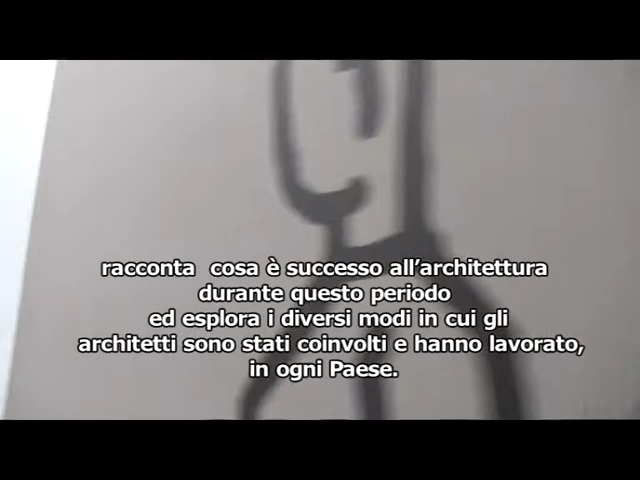 racconta  cosa è successo all’architettura
durante questo periodo
ed esplora i diversi modi in cui gli
architetti sono stati coinvolti e hanno lavorato,
in ogni Paese.